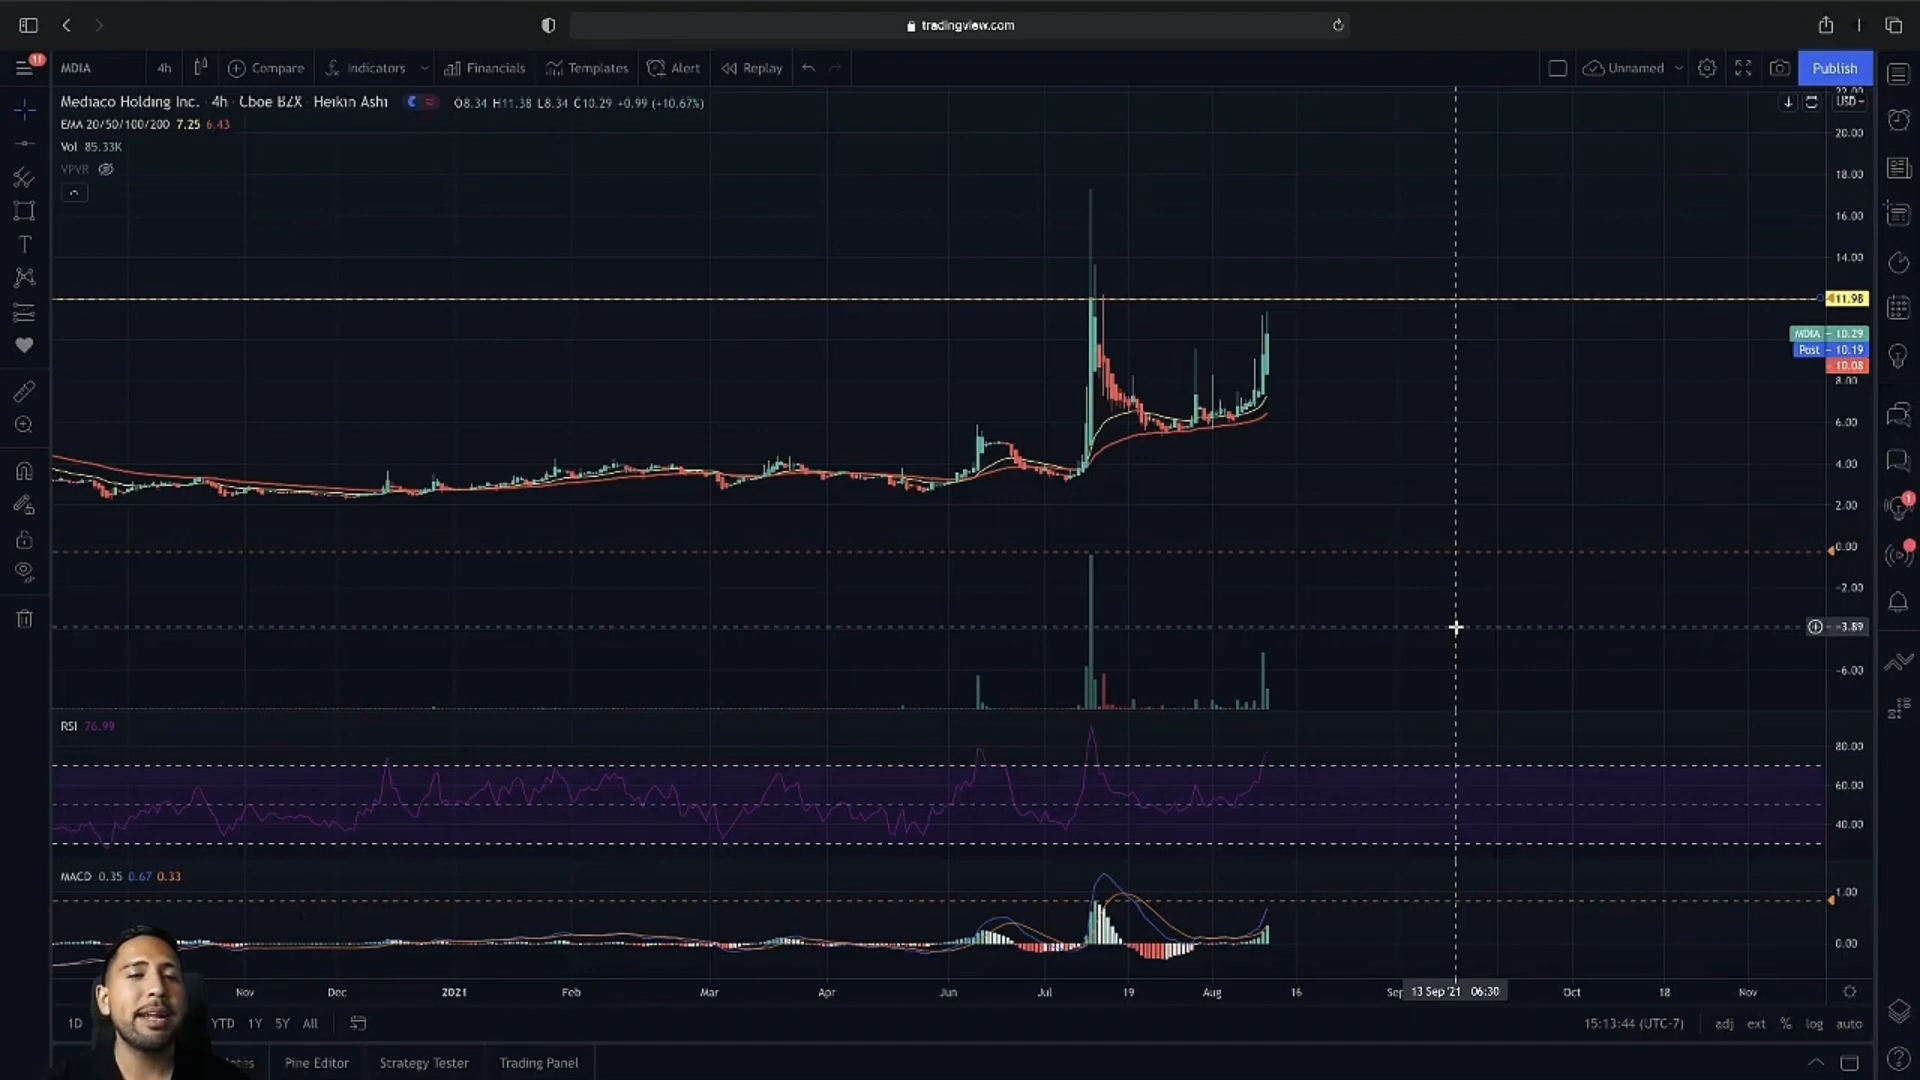 tradingview.com
11
MDIA 4h Compare Indicators Financials Templates Alert Replay Unnamed Publish
Mediaco Holding Inc. · 4h · Cboe BZX · Heikin Ashi O8.34 H11.38 L8.34 C10.29 +0.99 (+10.67%)
EMA 20/50/100/200 7.25 6.43
Vol 85.33K
VPVR
22.00
USD
20.00
18.00
16.00
14.00
11.98
MDIA 10.29
Post 10.19
10.08
8.00
6.00
4.00
2.00
0.00
-2.00
-3.89
-6.00
1
RSI 76.99
80.00
60.00
40.00
MACD 0.35 0.67 0.33
1.00
0.00
Nov Dec 2021 Feb Mar Apr Jun Jul 19 Aug 16 Sep 13 Sep '21 06:30 Oct 18 Nov
1D YTD 1Y 5Y All 15:13:44 (UTC-7) adj ext % log auto
Pine Editor Strategy Tester Trading Panel